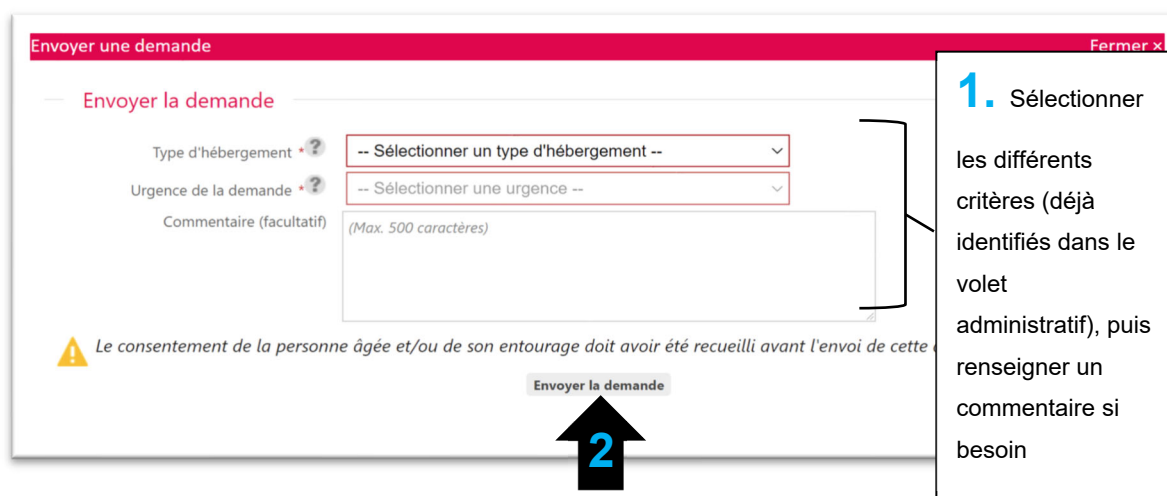 Envoyer une demande
Fermer ×
Envoyer la demande
Type d'hébergement * ?
-- Sélectionner un type d'hébergement --
Urgence de la demande * ?
-- Sélectionner une urgence --
Commentaire (facultatif)
(Max. 500 caractères)
Le consentement de la personne âgée et/ou de son entourage doit avoir été recueilli avant l'envoi de cette
Envoyer la demande
2
1. Sélectionner
les différents
critères (déjà
identifiés dans le
volet
administratif), puis
renseigner un
commentaire si
besoin